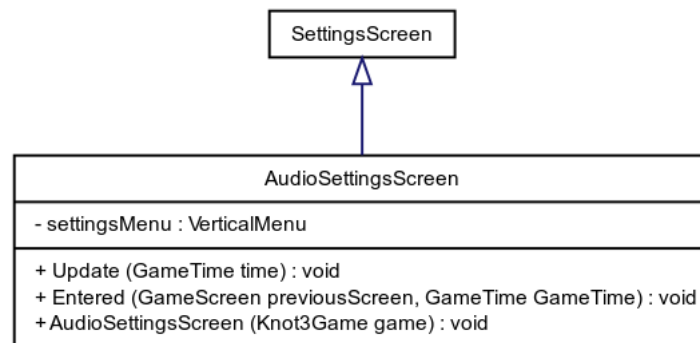 SettingsScreen
AudioSettingsScreen
- settingsMenu : VerticalMenu
+ Update (GameTime time) : void
+ Entered (GameScreen previousScreen, GameTime GameTime) : void
+ AudioSettingsScreen (Knot3Game game) : void